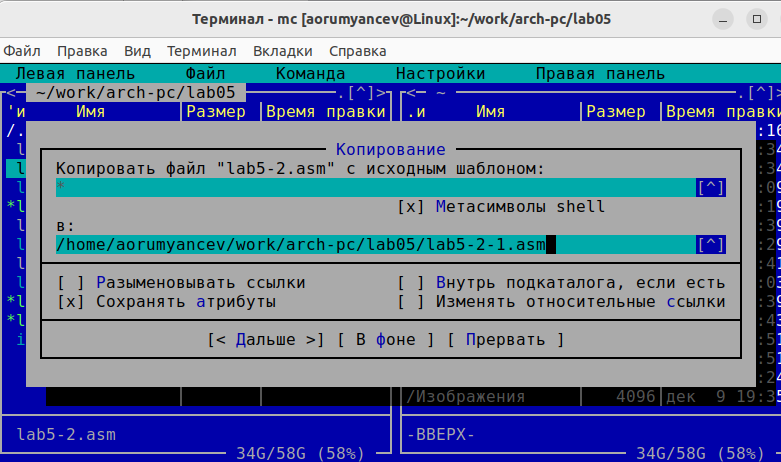 Терминал - mc [aorumyancev@Linux]:~/work/arch-pc/lab05
Файл Правка Вид Терминал Вкладки Справка
Левая панель Файл Команда Настройки Правая панель
<— ~/work/arch-pc/lab05 .[^]> <— ~ .[^]>
'и Имя Размер Время правки .и Имя Размер Время правки
/.
Копирование
Копировать файл "lab5-2.asm" с исходным шаблоном:
* [^]
[x] Метасимволы shell
в:
/home/aorumyancev/work/arch-pc/lab05/lab5-2-1.asm [^]
[ ] Разыменовывать ссылки [ ] Внутрь подкаталога, если есть
[x] Сохранять атрибуты [ ] Изменять относительные ссылки
[< Дальше >] [ В фоне ] [ Прервать ]
/Изображения 4096 дек 9 19:35
lab5-2.asm -ВВЕРХ-
34G/58G (58%) 34G/58G (58%)